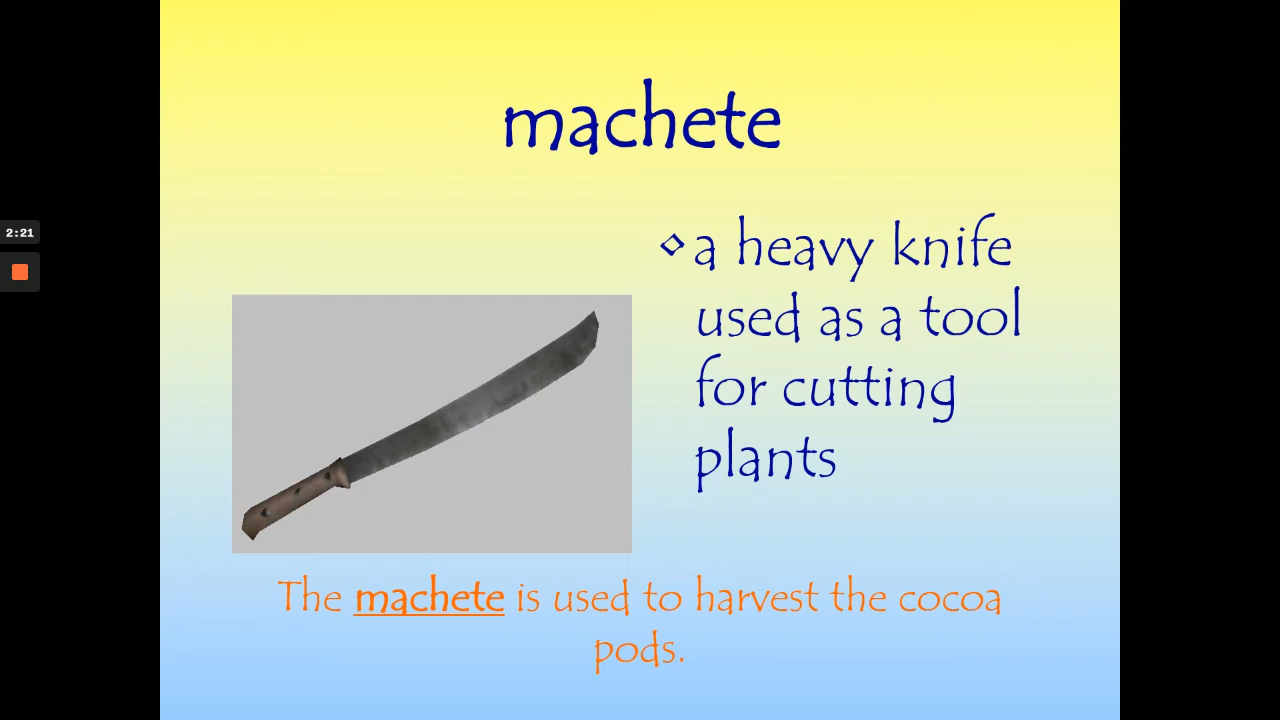 machete
2:21
a heavy knife
used as a tool
for cutting
plants
The machete is used to harvest the cocoa
pods.